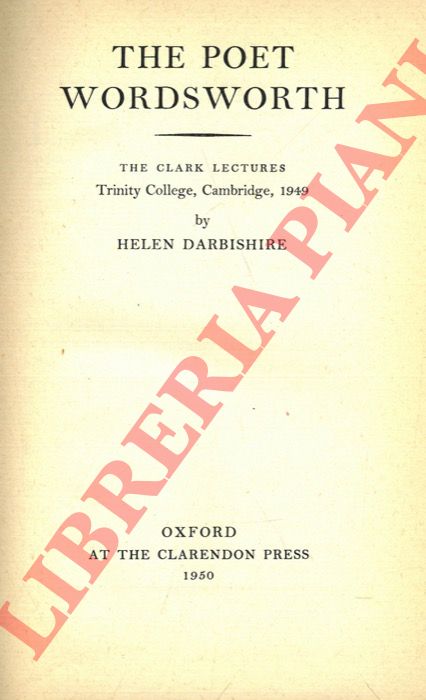 THE POET
WORDSWORTH
THE CLARK LECTURES
Trinity College, Cambridge, 1949
by
HELEN DARBISHIRE
OXFORD
AT THE CLARENDON PRESS
1950
LIBRERIA PIANI